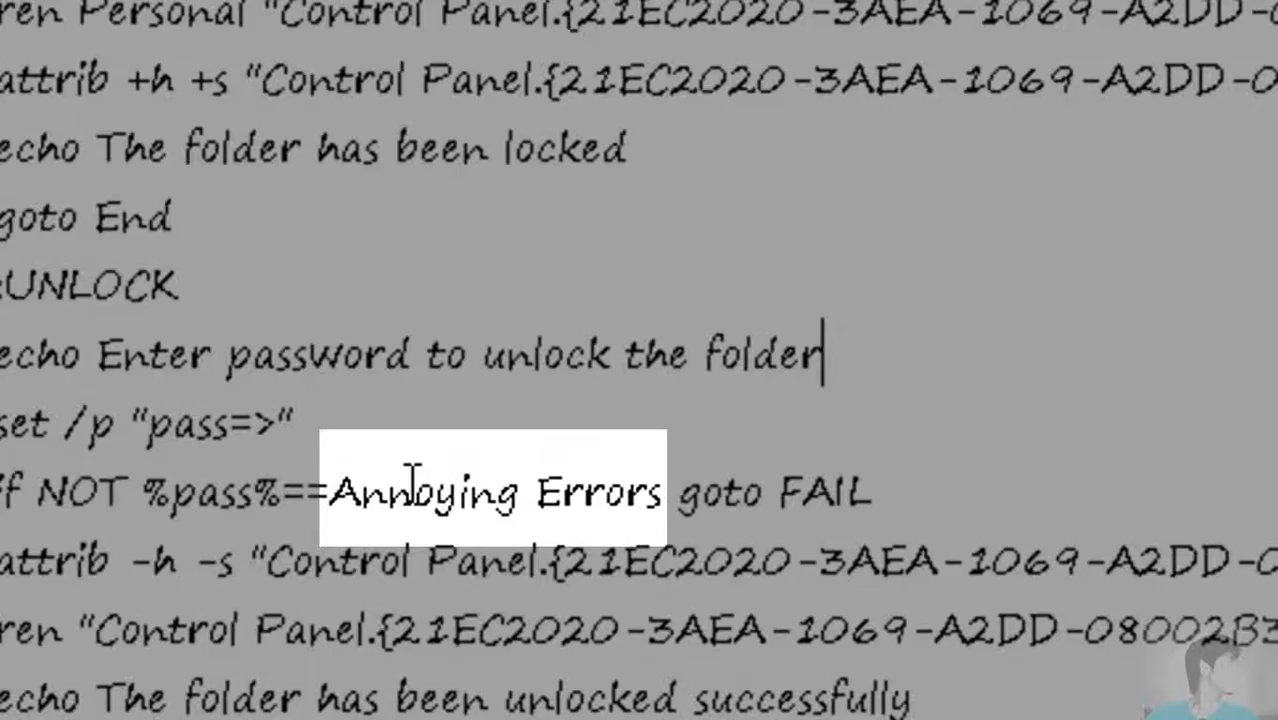 ren Personal "Control Panel.{21EC2020-3AEA-1069-A2DD-
attrib +h +s "Control Panel.{21EC2020-3AEA-1069-A2DD-0
echo The folder has been locked
goto End
:UNLOCK
echo Enter password to unlock the folder
set /p "pass=>"
if NOT %pass%==Annoying Errors goto FAIL
attrib -h -s "Control Panel.{21EC2020-3AEA-1069-A2DD-0
ren "Control Panel.{21EC2020-3AEA-1069-A2DD-08002B3
echo The folder has been unlocked successfully